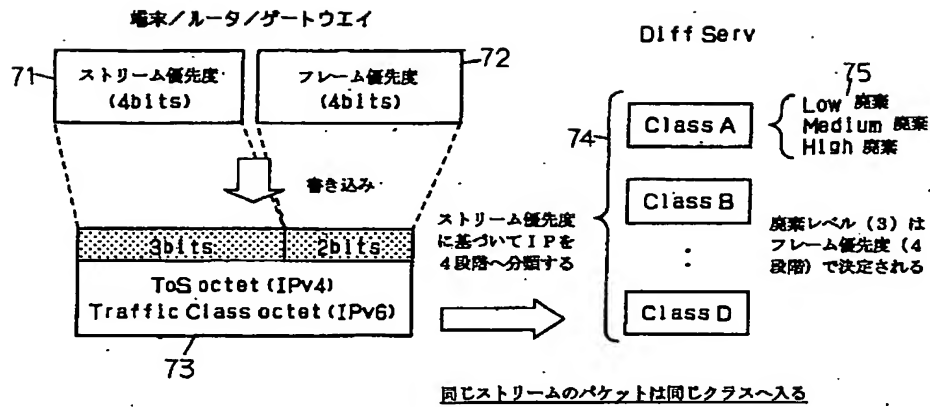 端末/ルータ/ゲートウエイ
Diff Serv
71
ストリーム優先度
(4bits)
フレーム優先度
(4bits)
72
書き込み
3bits
2bits
ToS octet (IPv4)
Traffic Class octet (IPv6)
73
ストリーム優先度
に基づいてIPを
4段階へ分類する
74
Class A
Class B
Class D
75
Low 廃棄
Medium 廃棄
High 廃棄
廃棄レベル(3)は
フレーム優先度(4
段階)で決定される
同じストリームのパケットは同じクラスへ入る